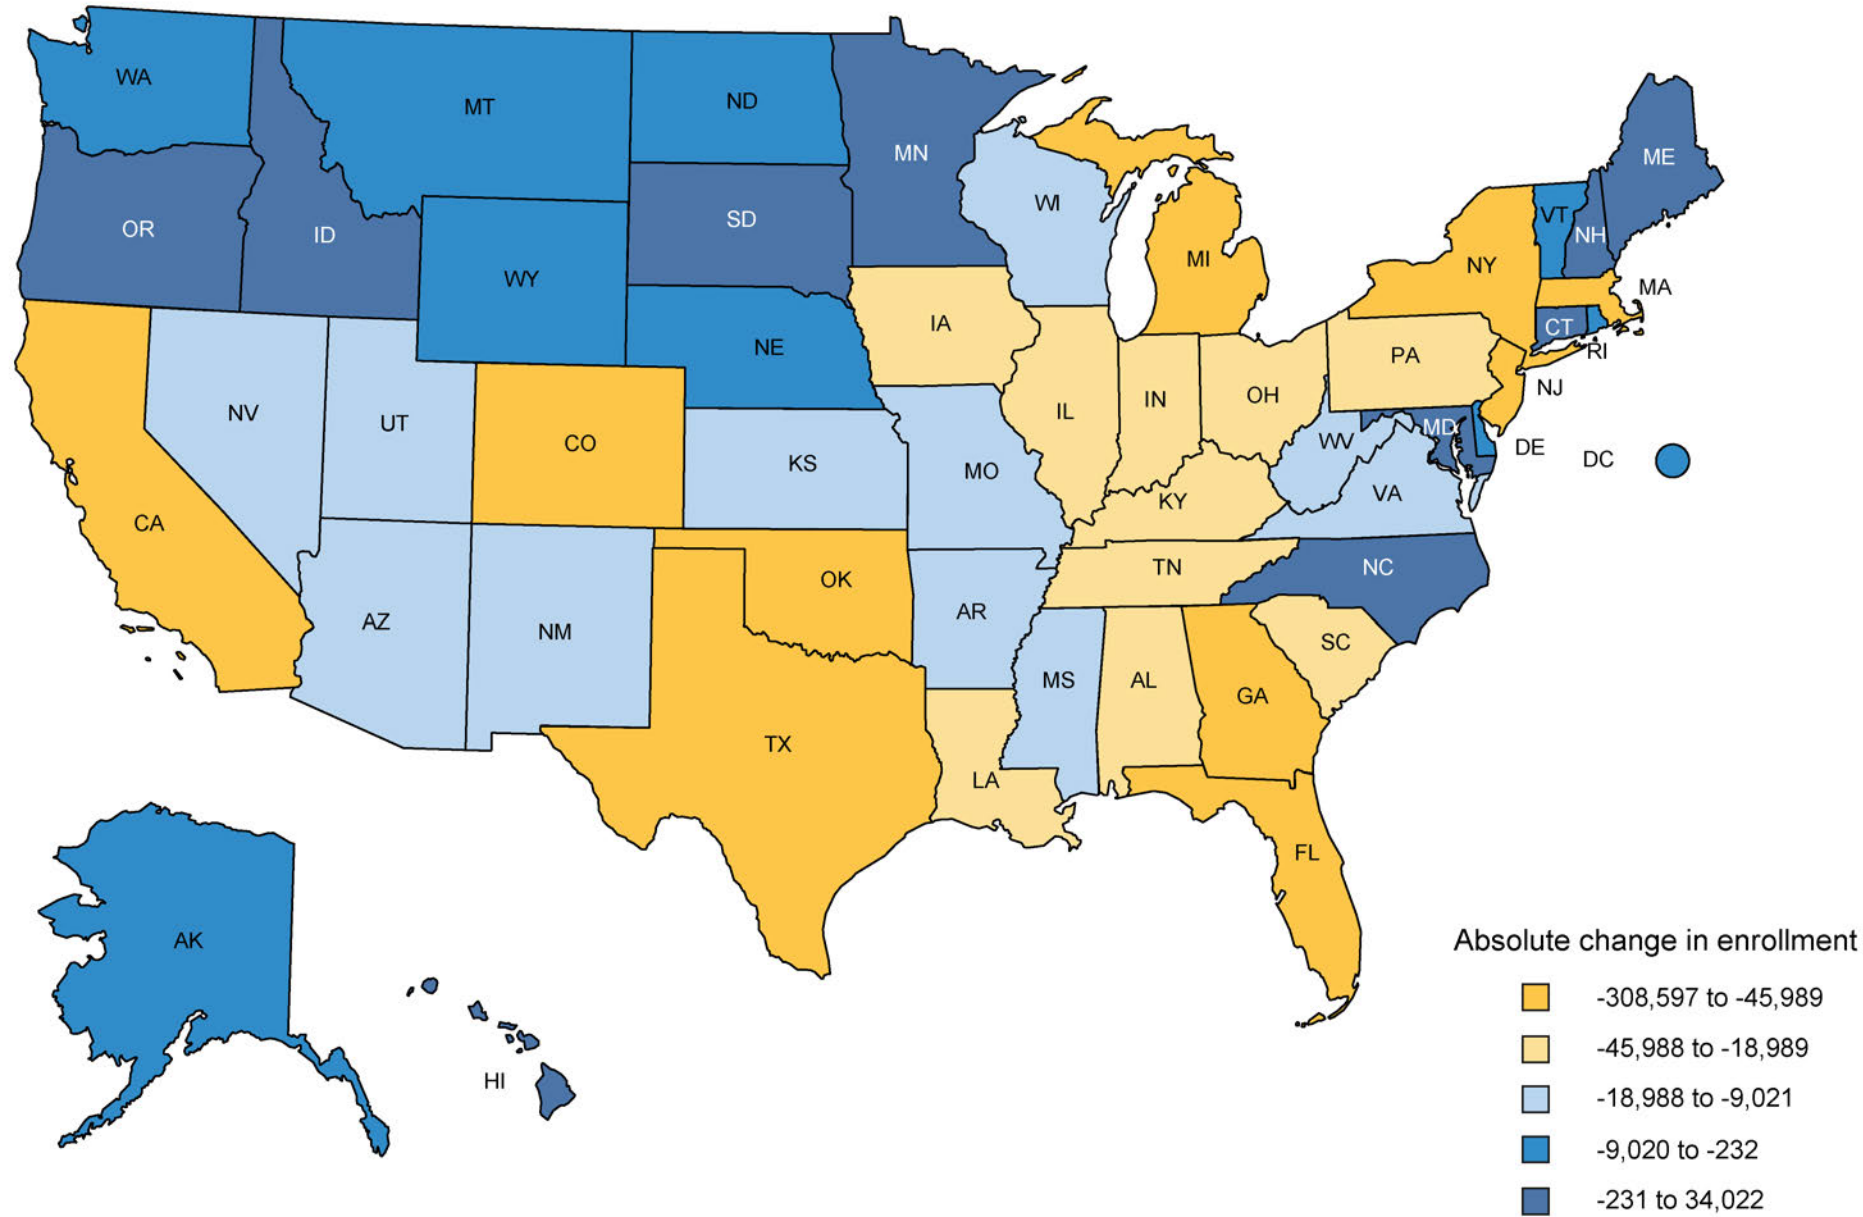 WA
MT
ND
MN
ME
OR
ID
SD
WI
VT
NH
WY
MI
NY
MA
IA
NE
CT
RI
PA
NJ
NV
UT
CO
KS
MO
IL
IN
OH
WV
MD
DE
DC
VA
CA
KY
OK
TN
NC
AZ
NM
AR
SC
MS
AL
GA
TX
LA
FL
AK
HI
Absolute change in enrollment
-308,597 to -45,989
-45,988 to -18,989
-18,988 to -9,021
-9,020 to -232
-231 to 34,022